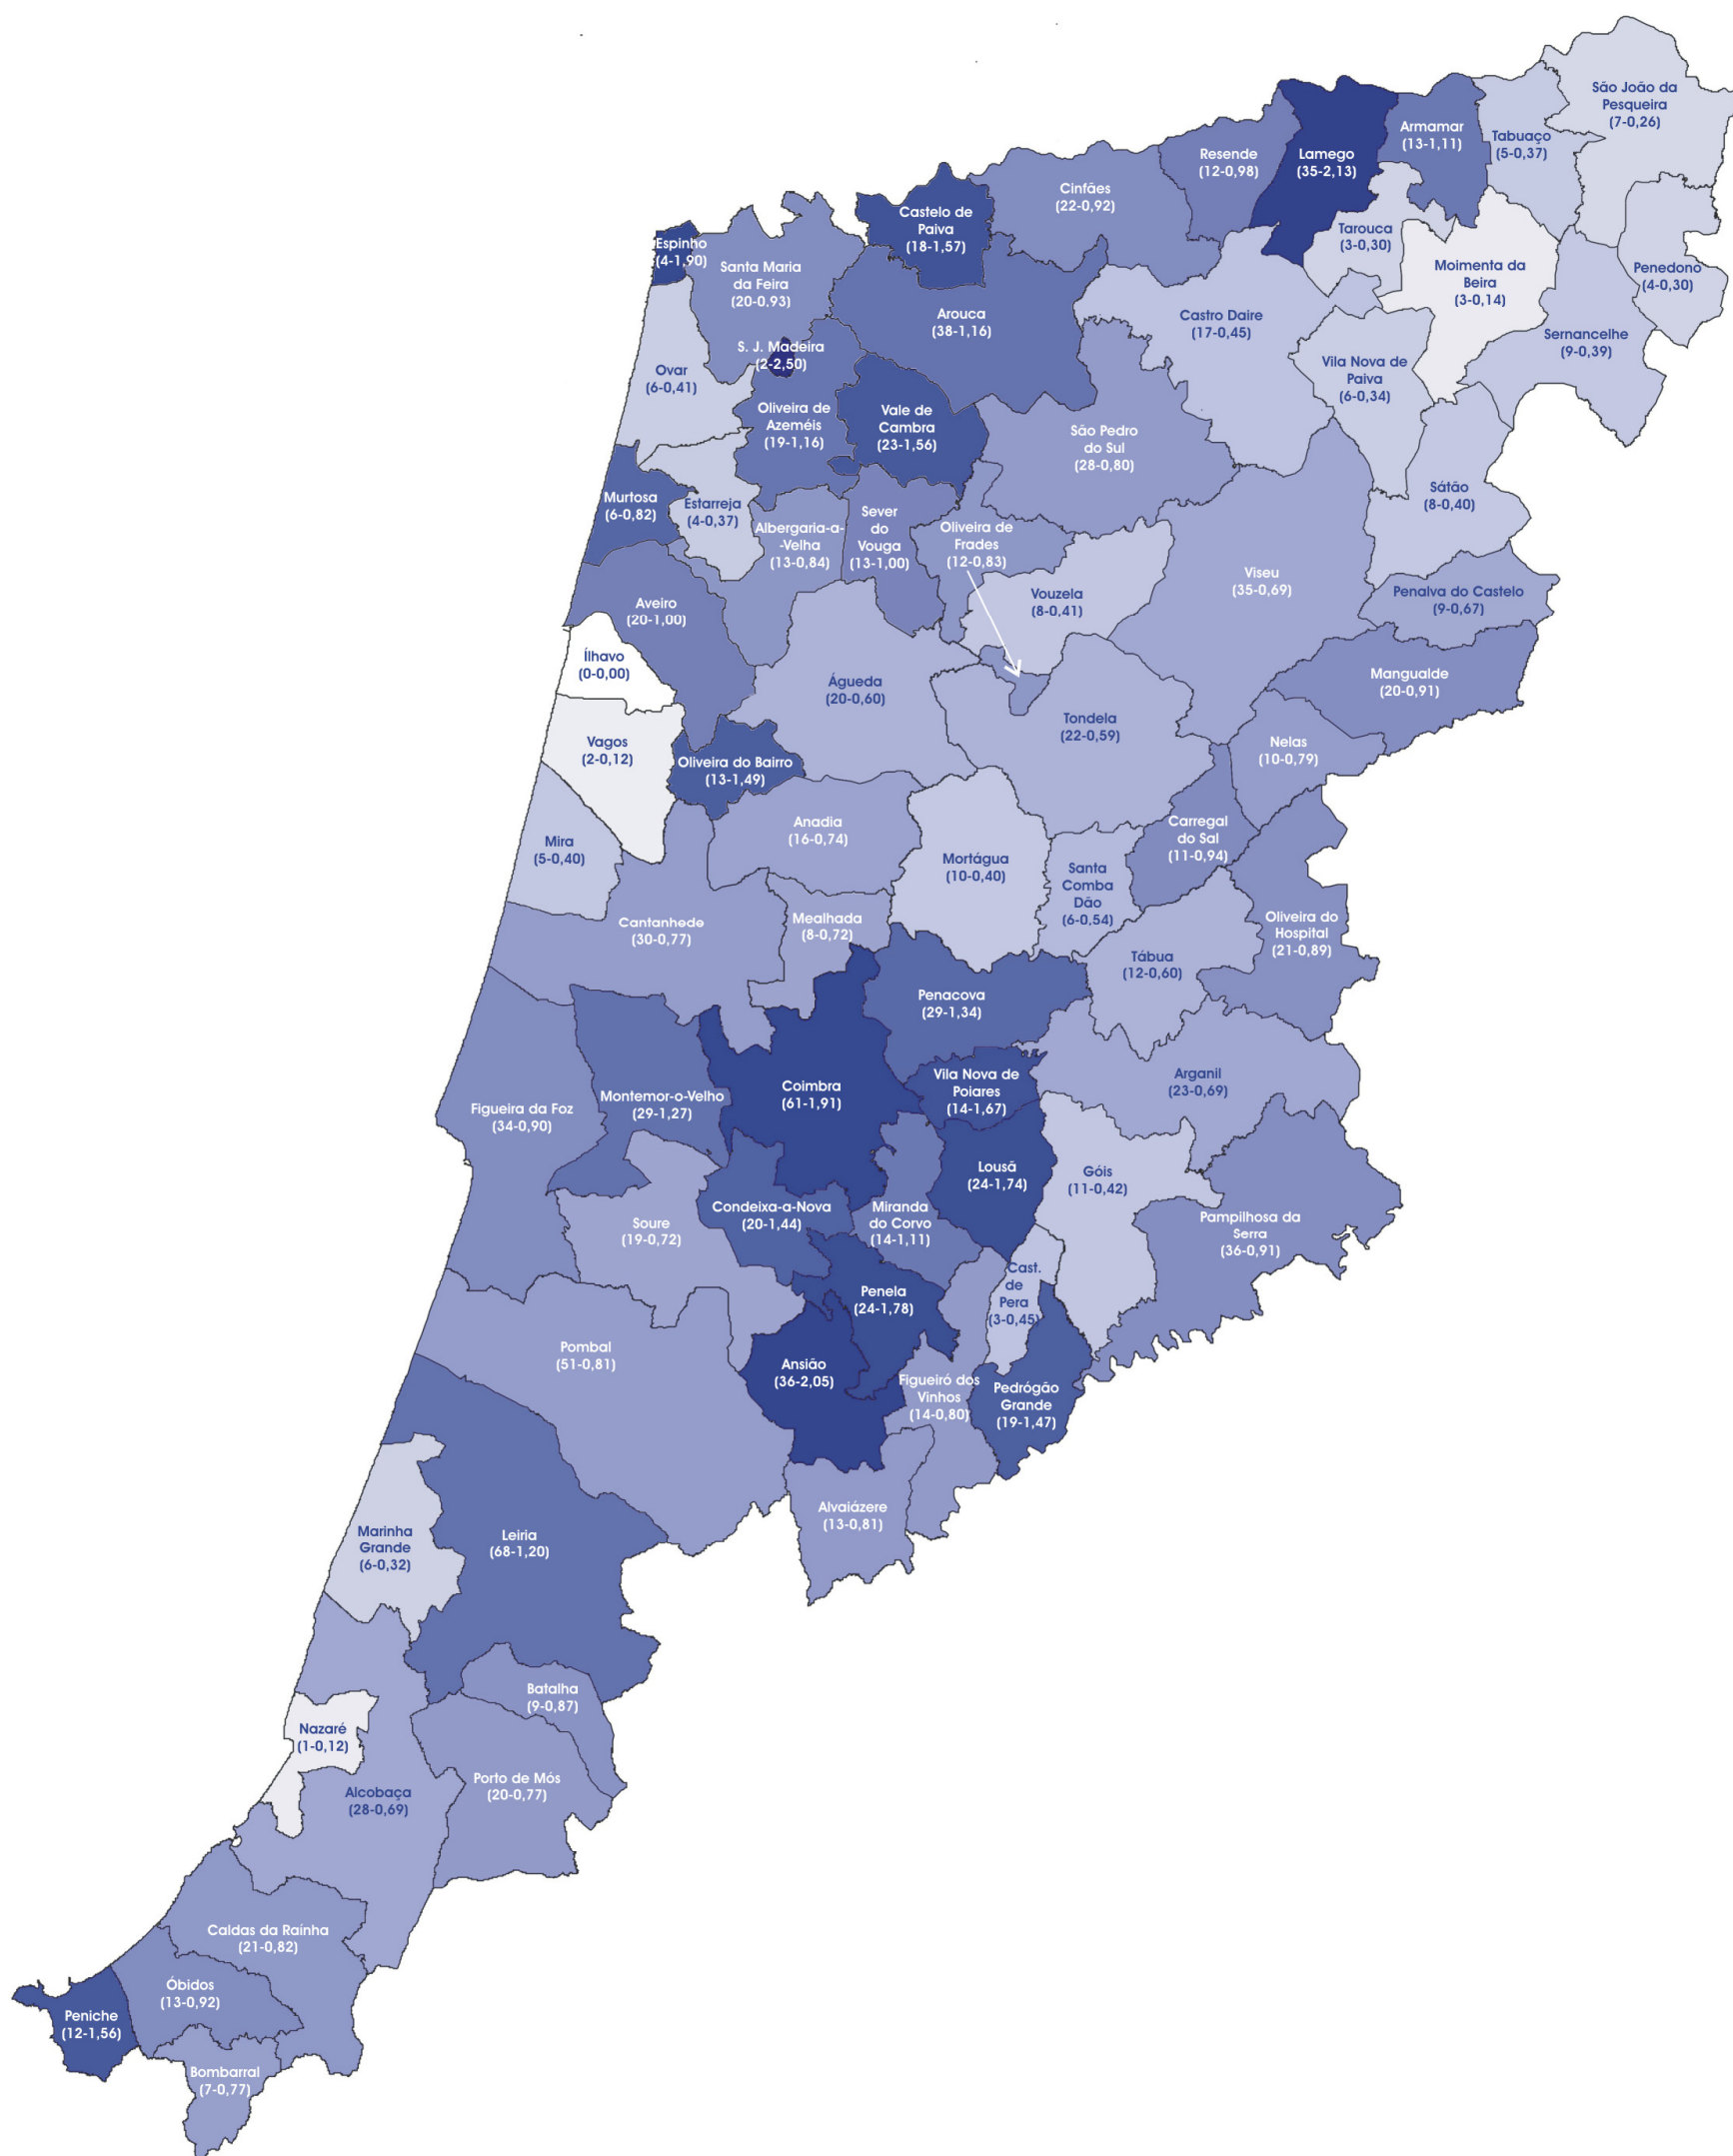 São João da
Pesqueira
(7-0,26)
Armamar
(13-1,11)
Tabuaço
(5-0,37)
Lamego
(35-2,13)
Resende
(12-0,98)
Cinfães
(22-0,92)
Castelo de
Paiva
(18-1,57)
Tarouca
(3-0,30)
Espinho
(4-1,90)
Santa Maria
da Feira
(20-0,93)
Moimenta da
Beira
(3-0,14)
Penedono
(4-0,30)
Arouca
(38-1,16)
Castro Daire
(17-0,45)
Sernancelhe
(9-0,39)
S. J. Madeira
(2-2,50)
Vila Nova de
Paiva
(6-0,34)
Ovar
(6-0,41)
Oliveira de
Azeméis
(19-1,16)
Vale de
Cambra
(23-1,56)
São Pedro
do Sul
(28-0,80)
Sátão
(8-0,40)
Murtosa
(6-0,82)
Estarreja
(4-0,37)
Albergaria-a-
-Velha
(13-0,84)
Sever
do
Vouga
(13-1,00)
Oliveira de
Frades
(12-0,83)
Vouzela
(8-0,41)
Viseu
(35-0,69)
Penalva do Castelo
(9-0,67)
Aveiro
(20-1,00)
Ílhavo
(0-0,00)
Águeda
(20-0,60)
Mangualde
(20-0,91)
Tondela
(22-0,59)
Vagos
(2-0,12)
Oliveira do Bairro
(13-1,49)
Nelas
(10-0,79)
Anadia
(16-0,74)
Carregal
do Sal
(11-0,94)
Mira
(5-0,40)
Mortágua
(10-0,40)
Santa
Comba
Dão
(6-0,54)
Cantanhede
(30-0,77)
Mealhada
(8-0,72)
Oliveira do
Hospital
(21-0,89)
Tábua
(12-0,60)
Penacova
(29-1,34)
Arganil
(23-0,69)
Vila Nova de
Poiares
(14-1,67)
Coimbra
(61-1,91)
Montemor-o-Velho
(29-1,27)
Figueira da Foz
(34-0,90)
Lousã
(24-1,74)
Góis
(11-0,42)
Condeixa-a-Nova
(20-1,44)
Miranda
do Corvo
(14-1,11)
Soure
(19-0,72)
Pampilhosa da
Serra
(36-0,91)
Cast.
de
Pera
(3-0,45)
Penela
(24-1,78)
Pombal
(51-0,81)
Ansião
(36-2,05)
Figueiró dos
Vinhos
(14-0,80)
Pedrógão
Grande
(19-1,47)
Alvaiázere
(13-0,81)
Marinha
Grande
(6-0,32)
Leiria
(68-1,20)
Batalha
(9-0,87)
Nazaré
(1-0,12)
Porto de Mós
(20-0,77)
Alcobaça
(28-0,69)
Caldas da Raínha
(21-0,82)
Óbidos
(13-0,92)
Peniche
(12-1,56)
Bombarral
(7-0,77)